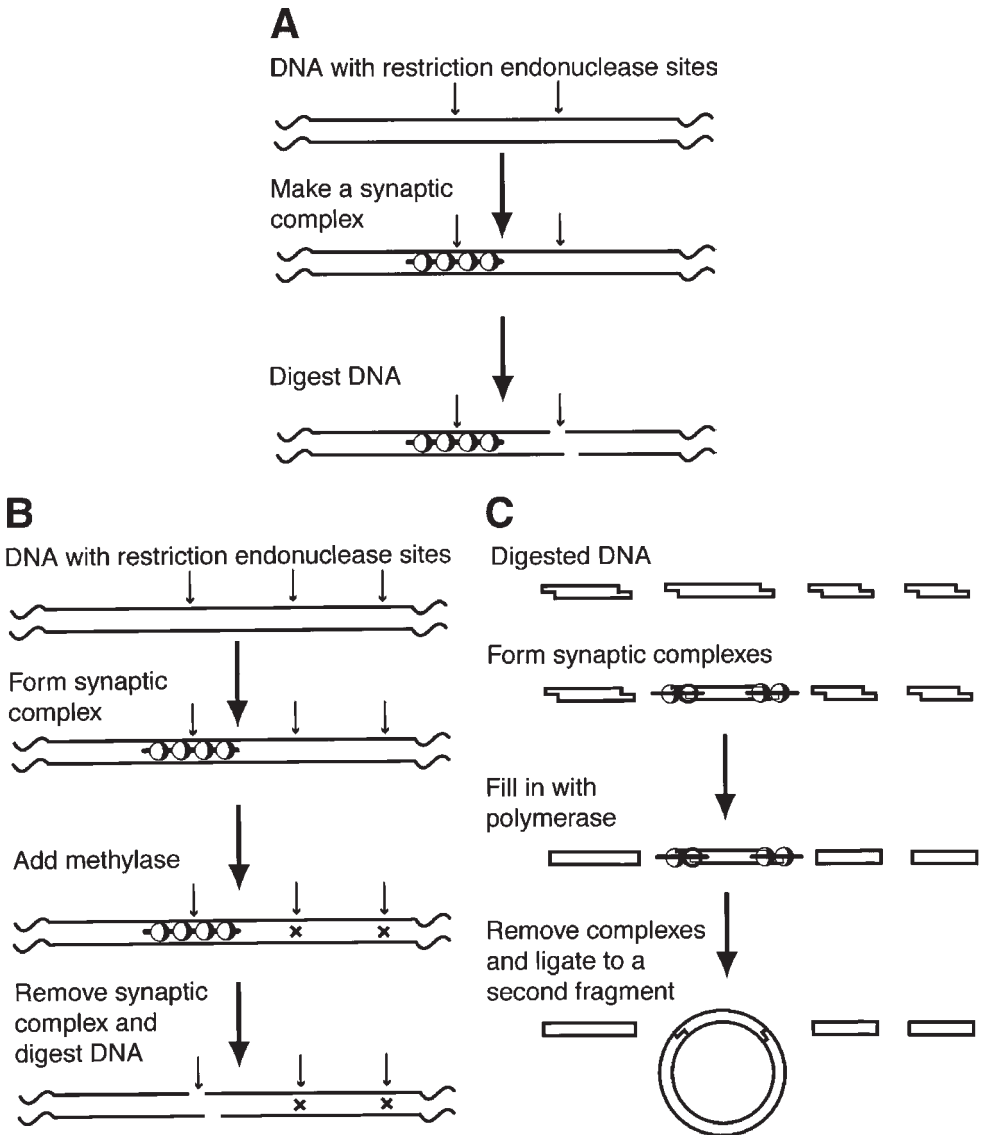 A
DNA with restriction endonuclease sites
Make a synaptic
complex
Digest DNA
B
DNA with restriction endonuclease sites
Form synaptic
complex
Add methylase
Remove synaptic
complex and
digest DNA
C
Digested DNA
Form synaptic complexes
Fill in with
polymerase
Remove complexes
and ligate to a
second fragment